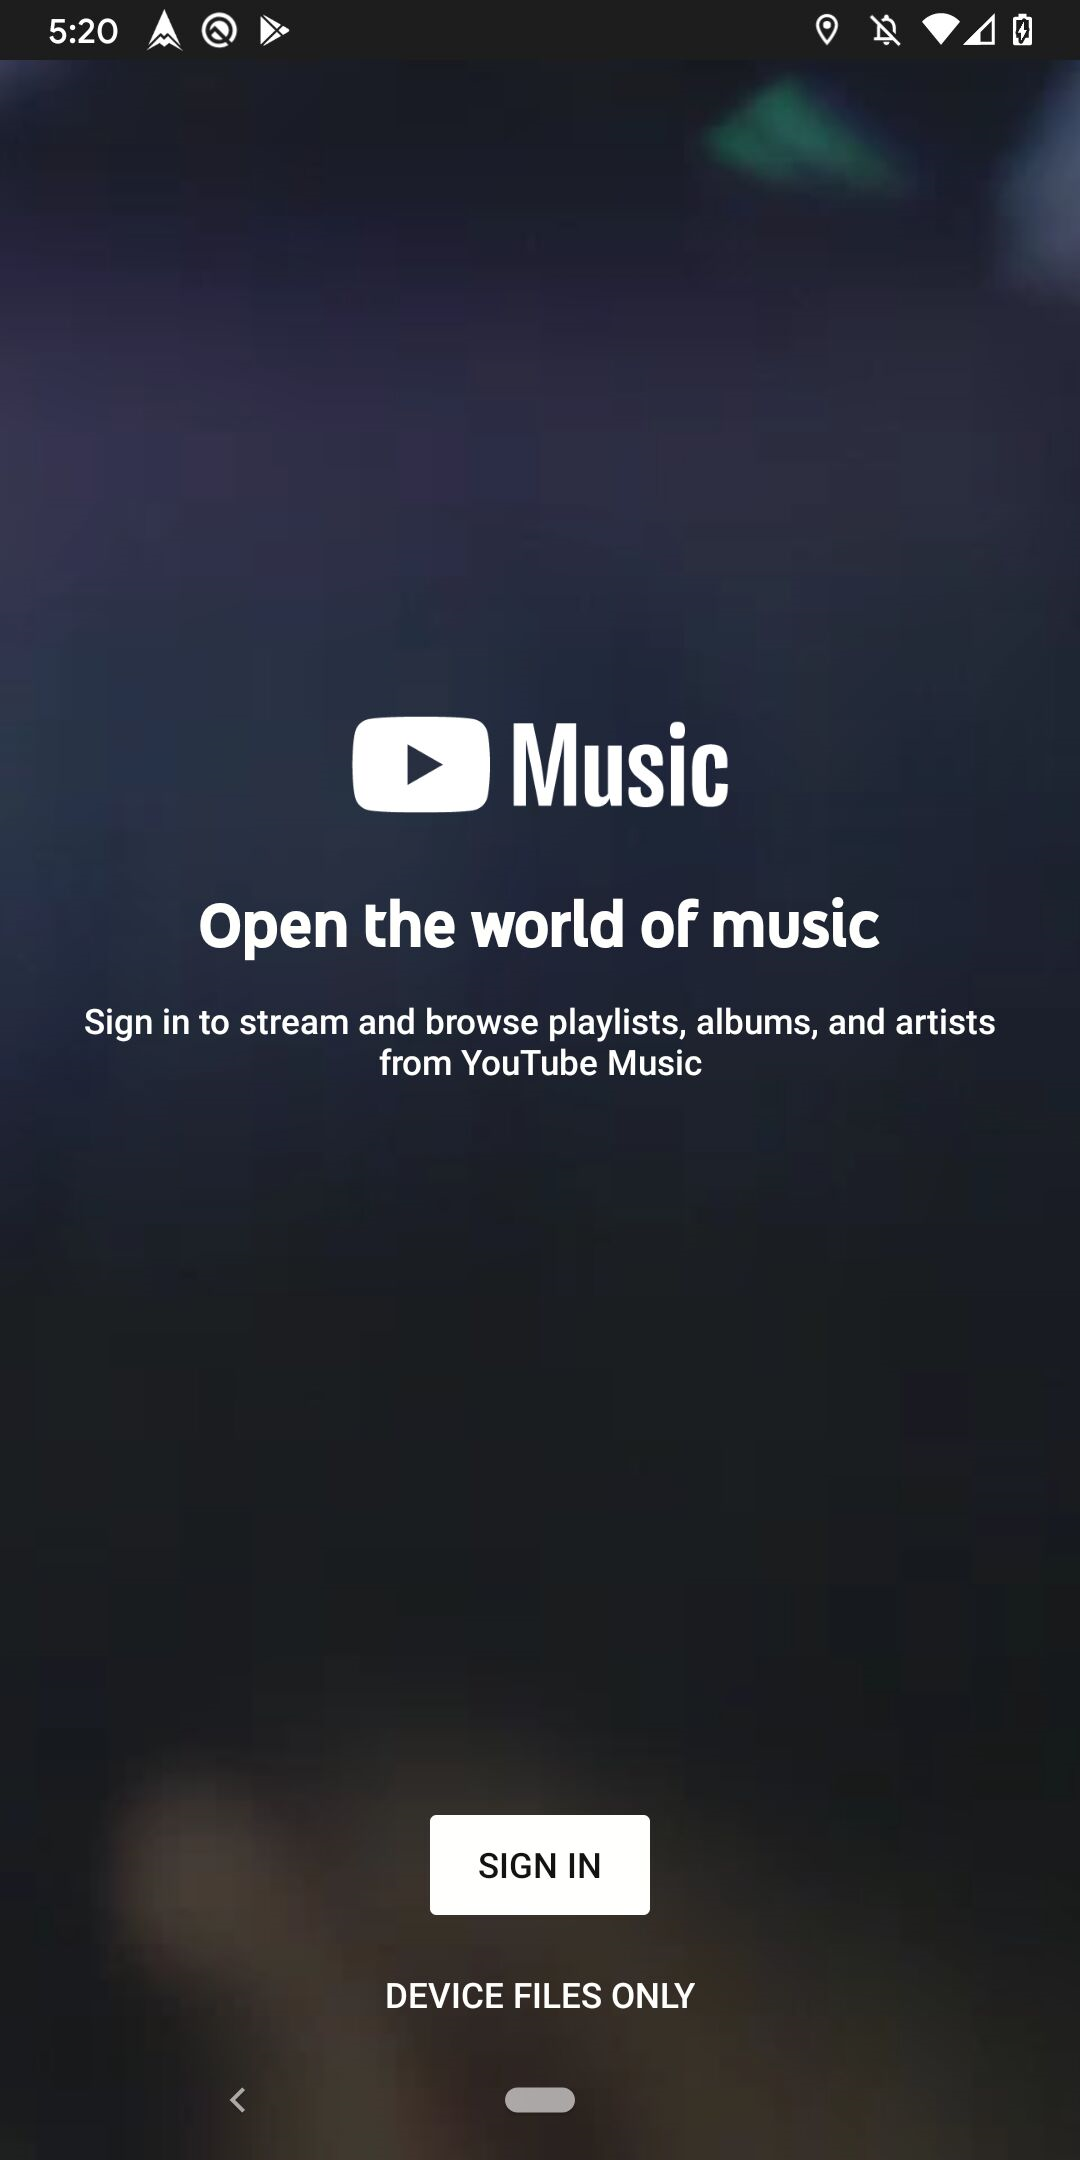 5:20
Music
Open the world of music
Sign in to stream and browse playlists, albums, and artists
from YouTube Music
SIGN IN
DEVICE FILES ONLY